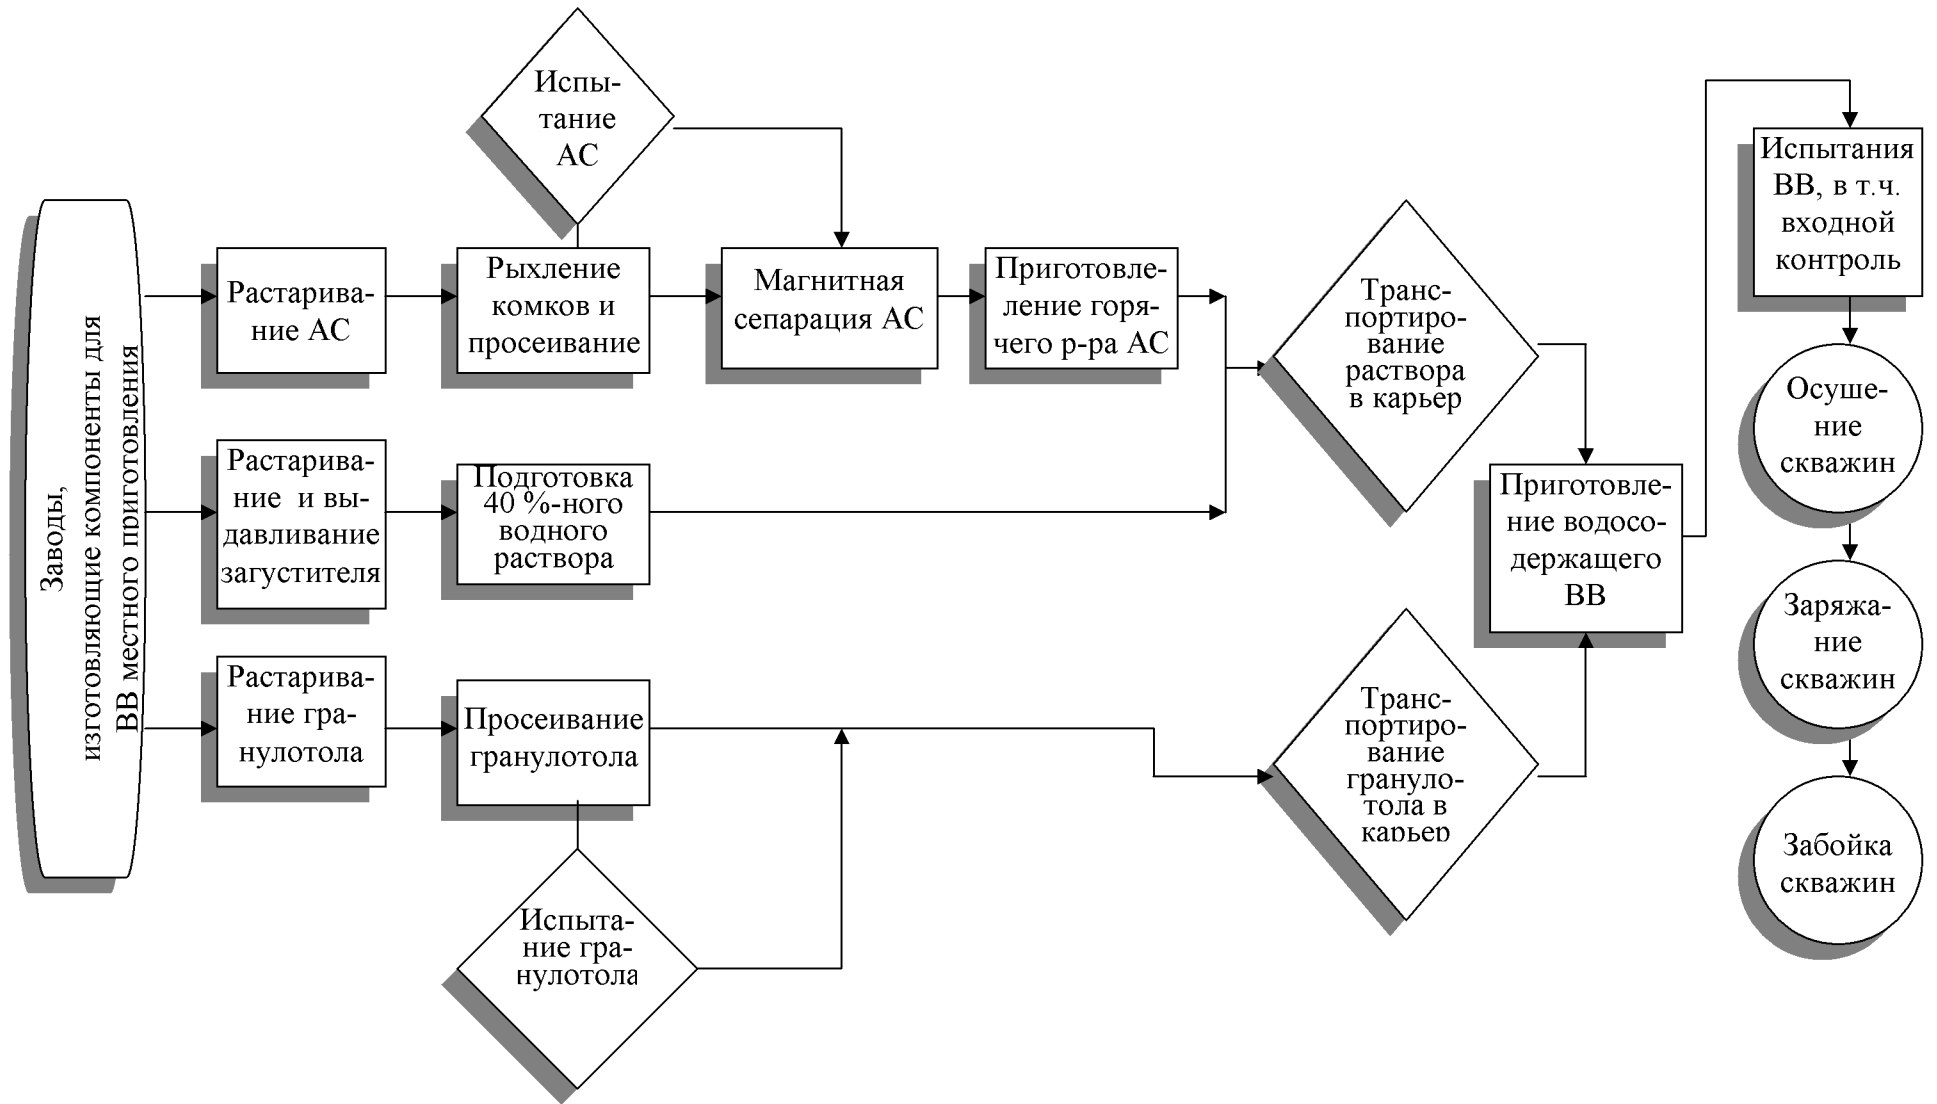 Заводы,
изготовляющие компоненты для
ВВ местного приготовления
Испы-
тание
АС
Растарива-
ние АС
Рыхление
комков и
просеивание
Магнитная
сепарация АС
Приготовле-
ление горя-
чего р-ра АС
Растарива-
ние и вы-
давливание
загустителя
Подготовка
40 %-ного
водного
раствора
Растарива-
ние гра-
нулотола
Просеивание
гранулотола
Испыта-
ние гра-
нулотола
Транс-
портиро-
вание
раствора
в карьер
Транс-
портиро-
вание
грануло-
тола в
карьер
Приготовле-
ние водосо-
держащего
ВВ
Испытания
ВВ, в т.ч.
входной
контроль
Осуше-
ние
скважин
Заряжа-
ние
скважин
Забойка
скважин